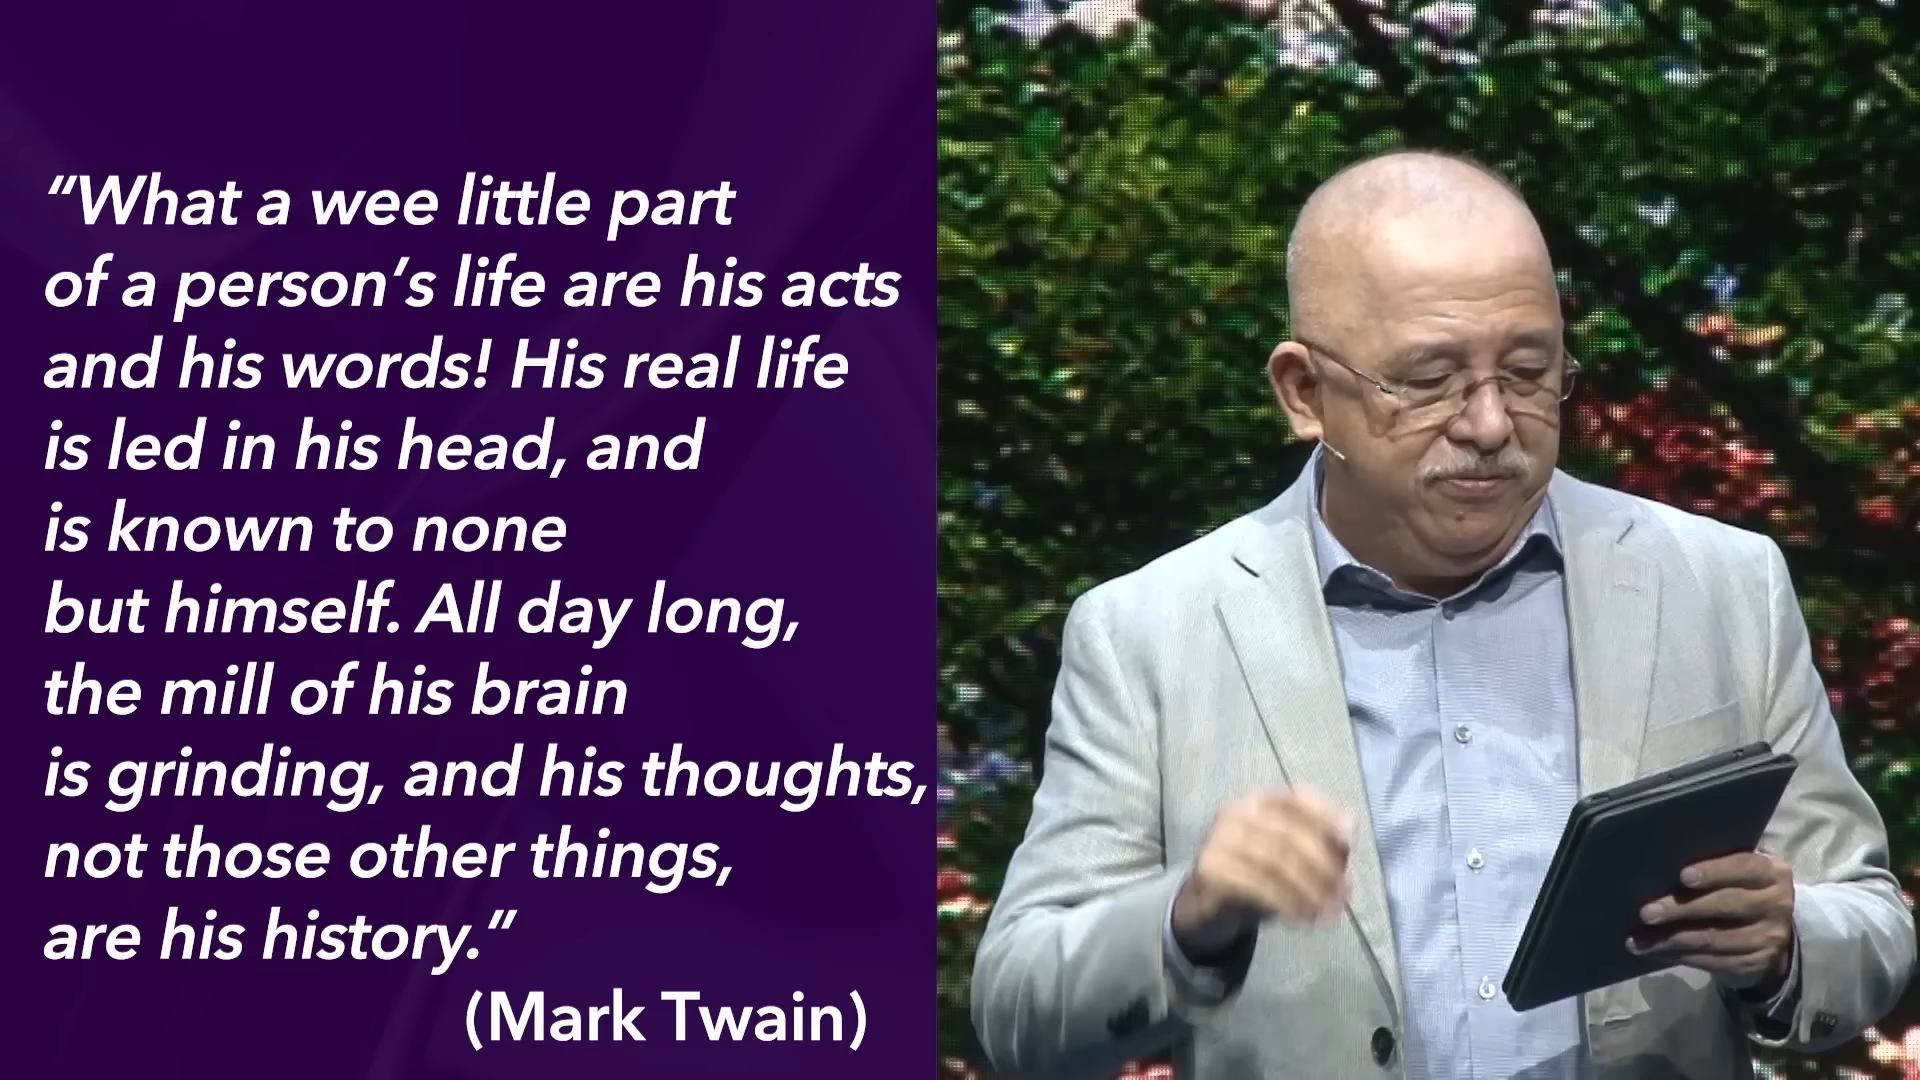 “What a wee little part
of a person’s life are his acts
and his words! His real life
is led in his head, and
is known to none
but himself. All day long,
the mill of his brain
is grinding, and his thoughts,
not those other things,
are his history.”
(Mark Twain)